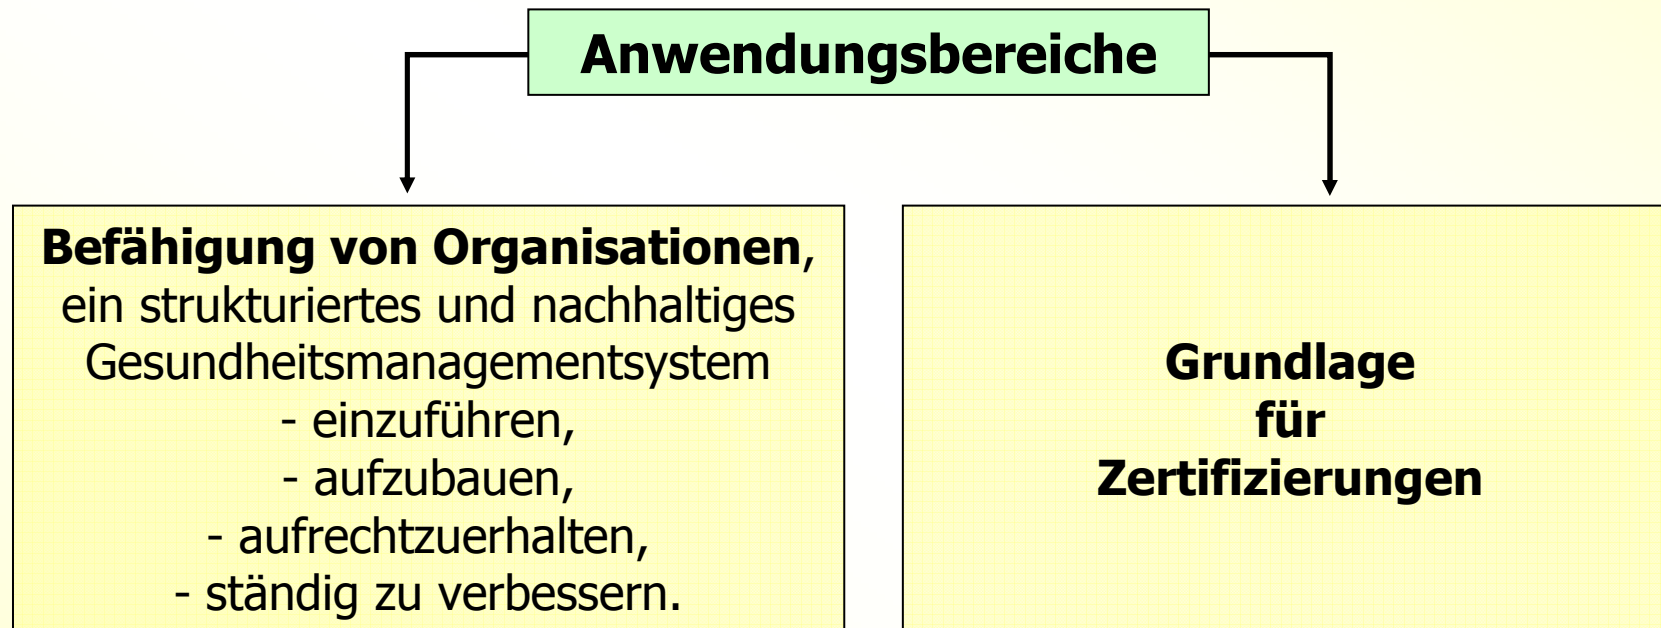 Anwendungsbereiche
Befähigung von Organisationen,
ein strukturiertes und nachhaltiges
Gesundheitsmanagementsystem
- einzuführen,
- aufzubauen,
- aufrechtzuerhalten,
- ständig zu verbessern.
Grundlage
für
Zertifizierungen